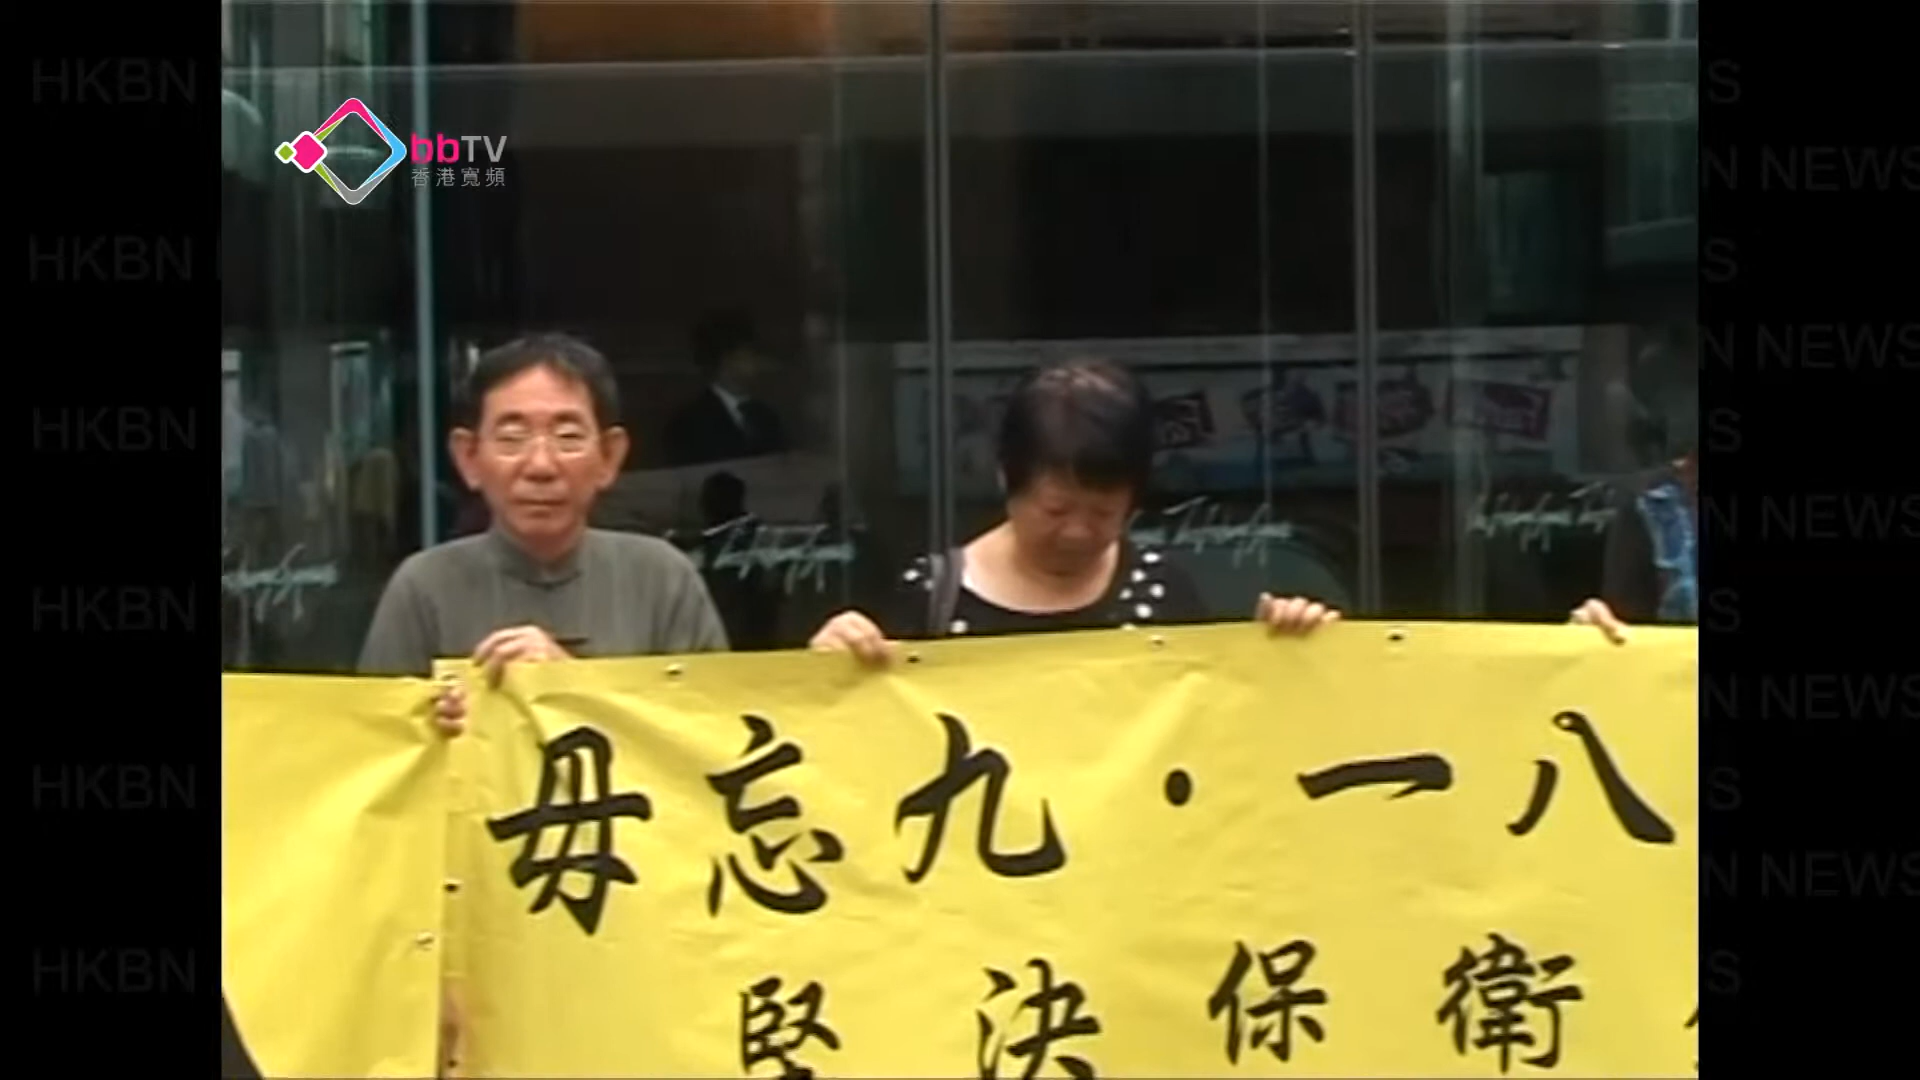 bbTV
香港寬頻
毋忘九·一八
堅決保衛
HKBN
N NEWS
HKBN
N NEWS
HKBN
N NEWS
HKBN
N NEWS
HKBN
N NEWS
HKBN